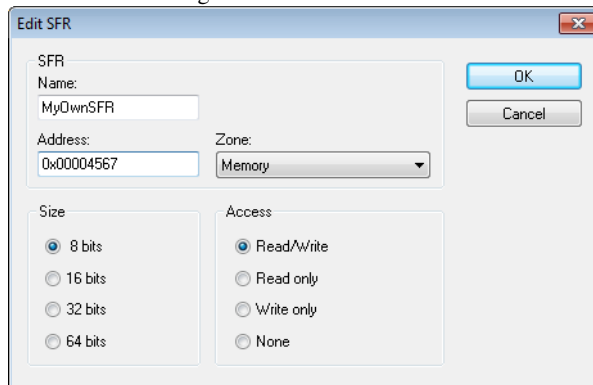 Edit SFR
SFR
Name:
MyOwnSFR
Address:
0x00004567
Zone:
Memory
OK
Cancel
Size
8 bits
16 bits
32 bits
64 bits
Access
Read/Write
Read only
Write only
None